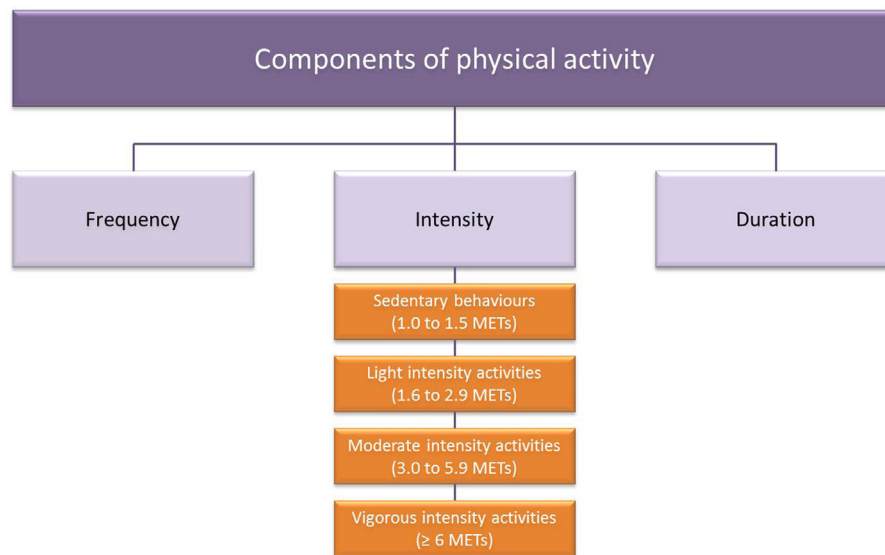 Components of physical activity
Frequency
Intensity
Duration
Sedentary behaviours
(1.0 to 1.5 METs)
Light intensity activities
(1.6 to 2.9 METs)
Moderate intensity activities
(3.0 to 5.9 METs)
Vigorous intensity activities
(≥ 6 METs)